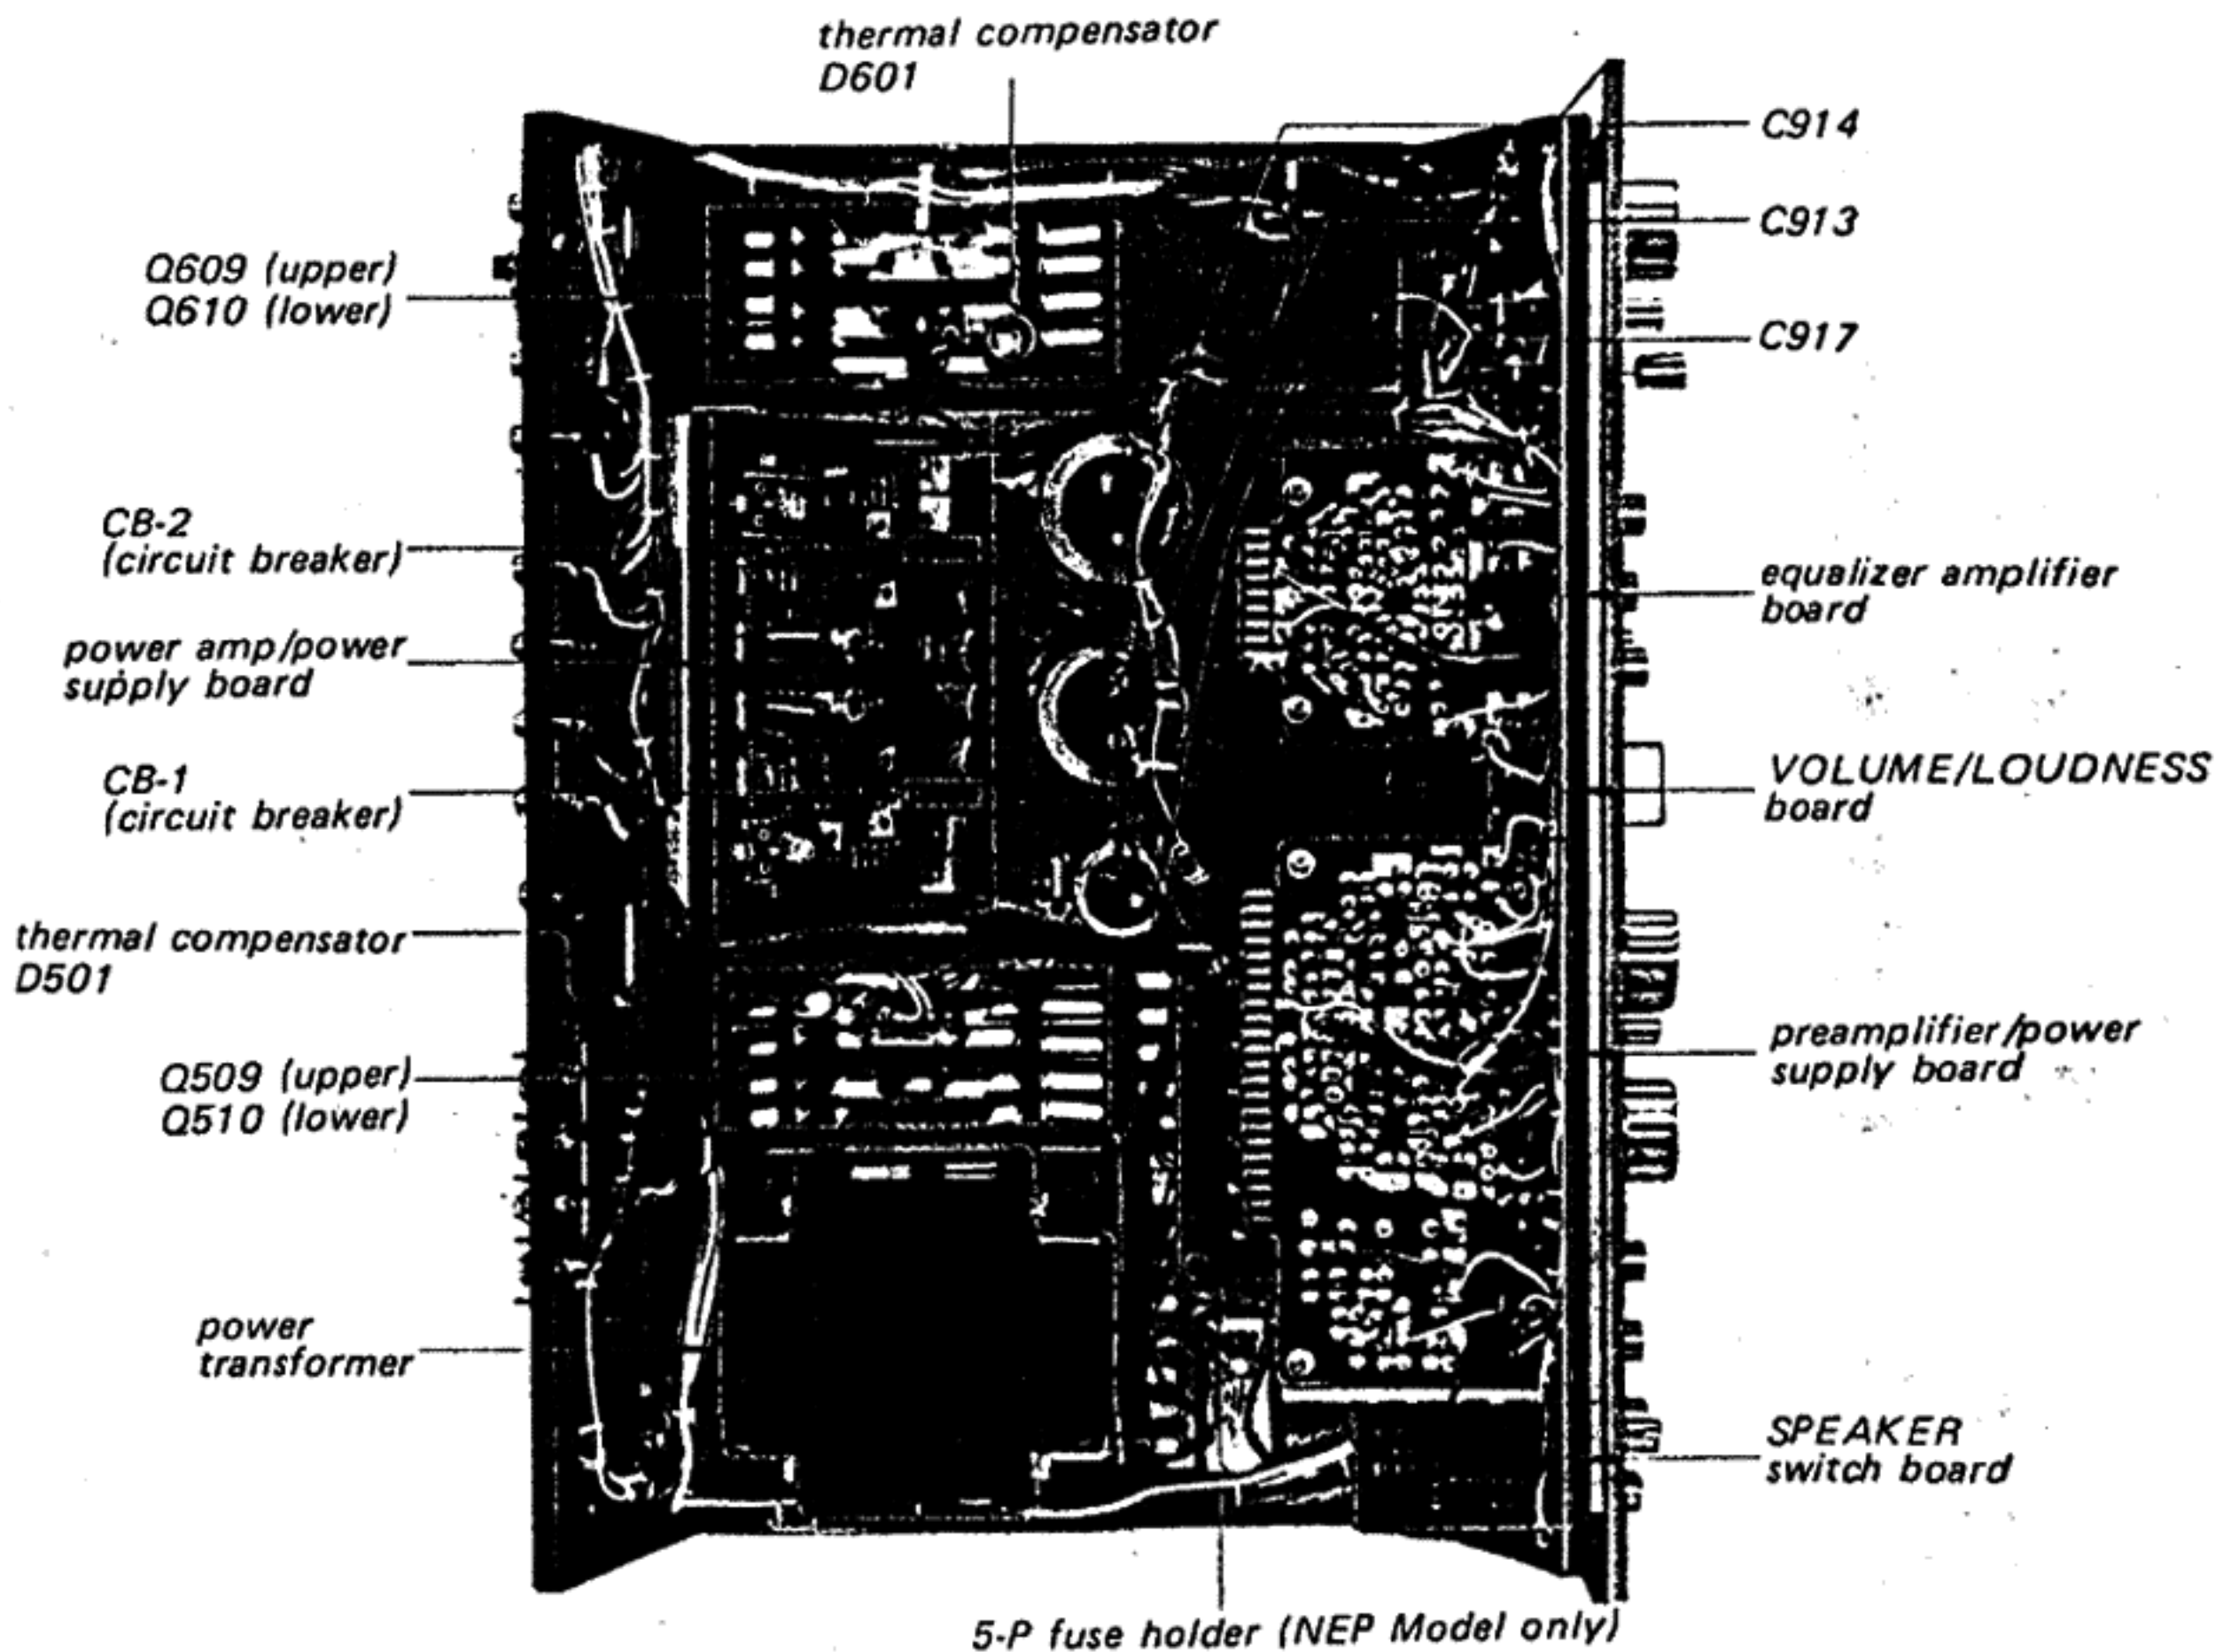 thermal compensator
D601
C914
C913
C917
Q609 (upper)
Q610 (lower)
CB-2
(circuit breaker)
power amp/power
supply board
CB-1
(circuit breaker)
thermal compensator
D501
Q509 (upper)
Q510 (lower)
power
transformer
equalizer amplifier
board
VOLUME/LOUDNESS
board
preamplifier/power
supply board
SPEAKER
switch board
5-P fuse holder (NEP Model only)